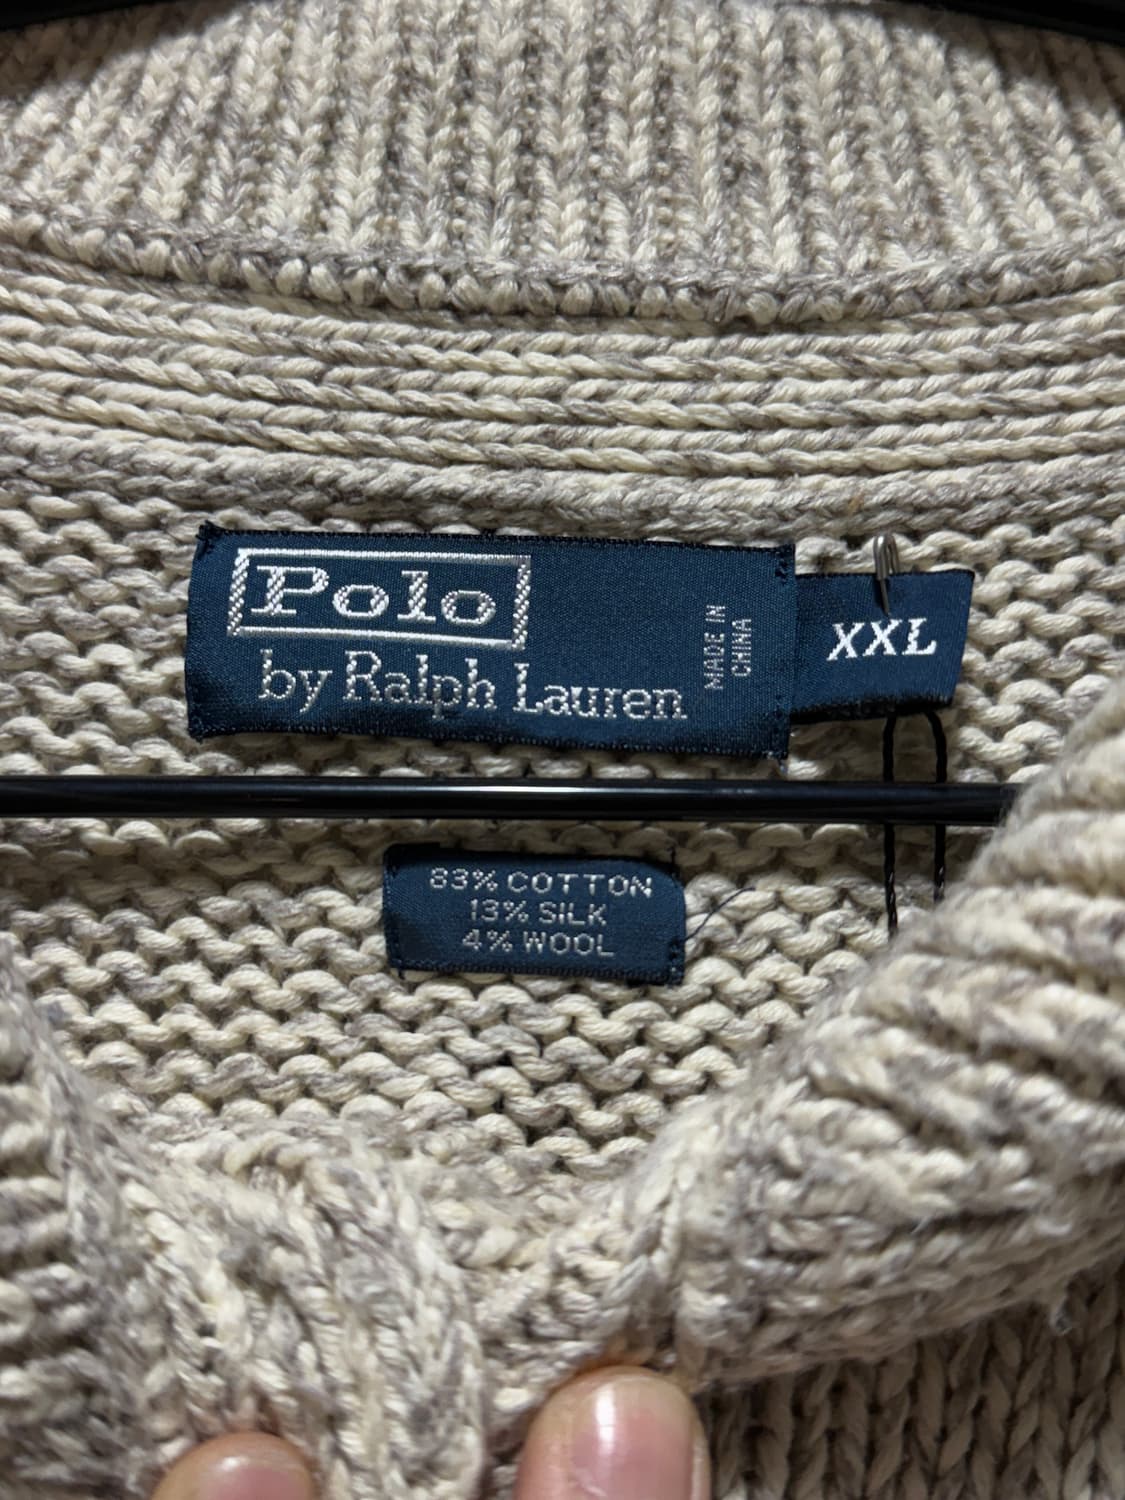 Polo
by Ralph Lauren
MADE IN
CHINA
XXL
83% COTTON
13% SILK
4% WOOL